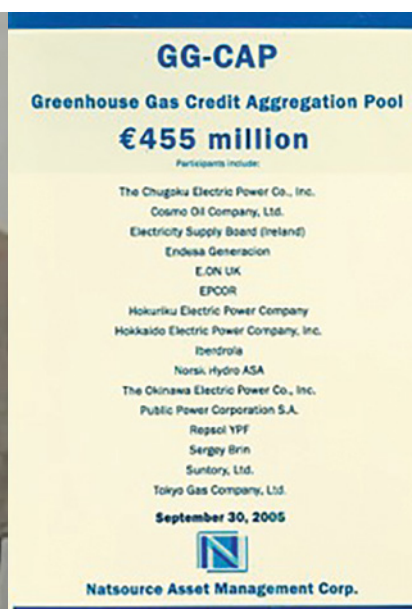 GG-CAP
Greenhouse Gas Credit Aggregation Pool
€455 million
Participants include:
The Chugoku Electric Power Co., Inc.
Cosmo Oil Company, Ltd.
Electricity Supply Board (Ireland)
Endesa Generacion
E.ON UK
EPCOR
Hokuriku Electric Power Company
Hokkaido Electric Power Company, Inc.
Iberdrola
Norsk Hydro ASA
The Okinawa Electric Power Co., Inc.
Public Power Corporation S.A.
Repsol YPF
Sergey Brin
Suntory, Ltd.
Tokyo Gas Company, Ltd.
September 30, 2005
N
Natsource Asset Management Corp.